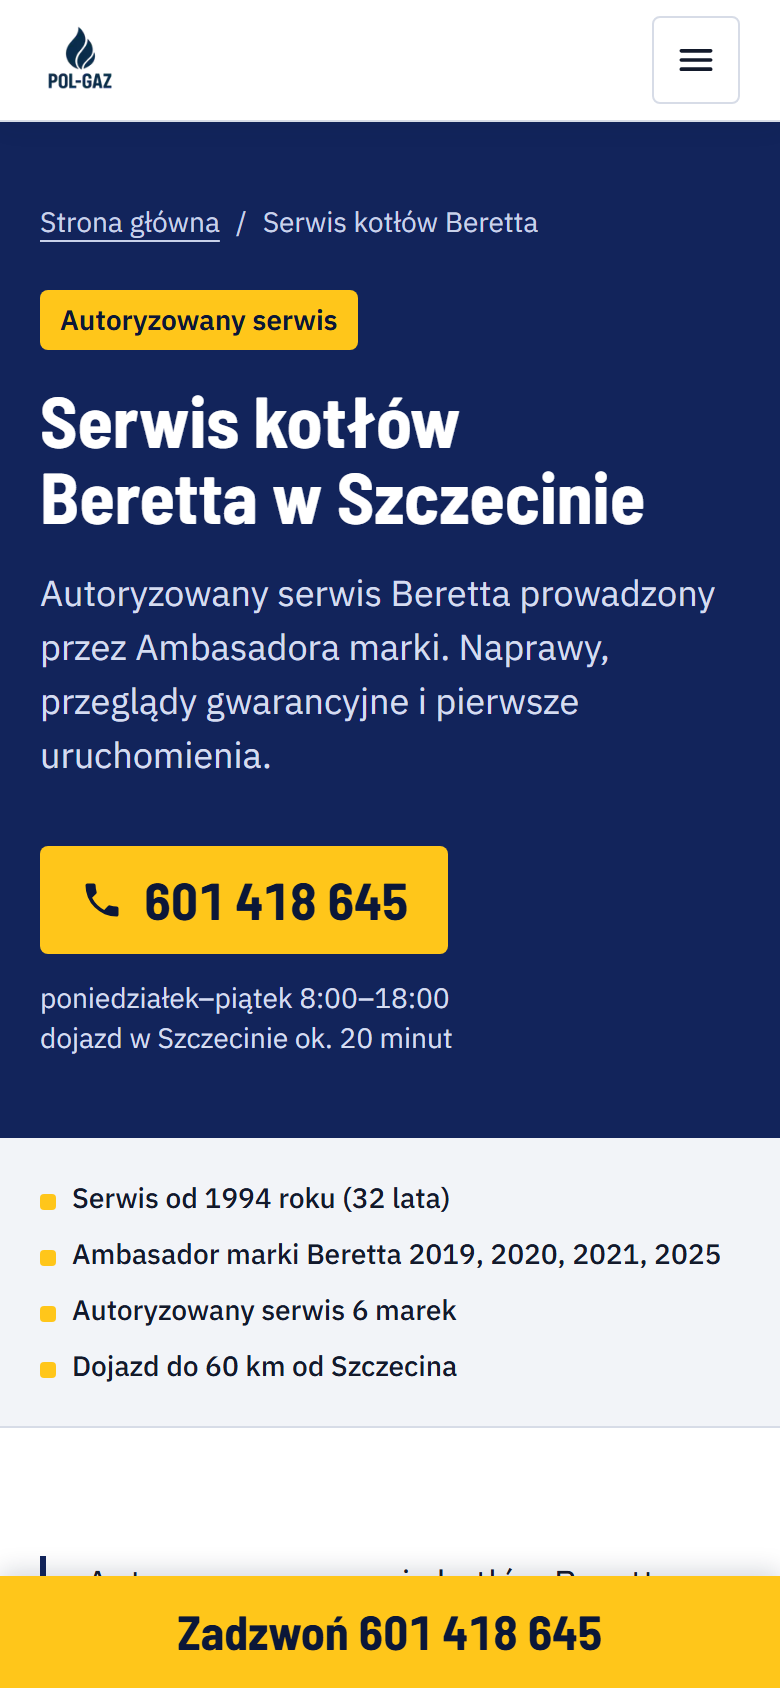 POL-GAZ
Strona główna / Serwis kotłów Beretta
Autoryzowany serwis
Serwis kotłów
Beretta w Szczecinie
Autoryzowany serwis Beretta prowadzony
przez Ambasadora marki. Naprawy,
przeglądy gwarancyjne i pierwsze
uruchomienia.
601 418 645
poniedziałek–piątek 8:00–18:00
dojazd w Szczecinie ok. 20 minut
Serwis od 1994 roku (32 lata)
Ambasador marki Beretta 2019, 2020, 2021, 2025
Autoryzowany serwis 6 marek
Dojazd do 60 km od Szczecina
Zadzwoń 601 418 645